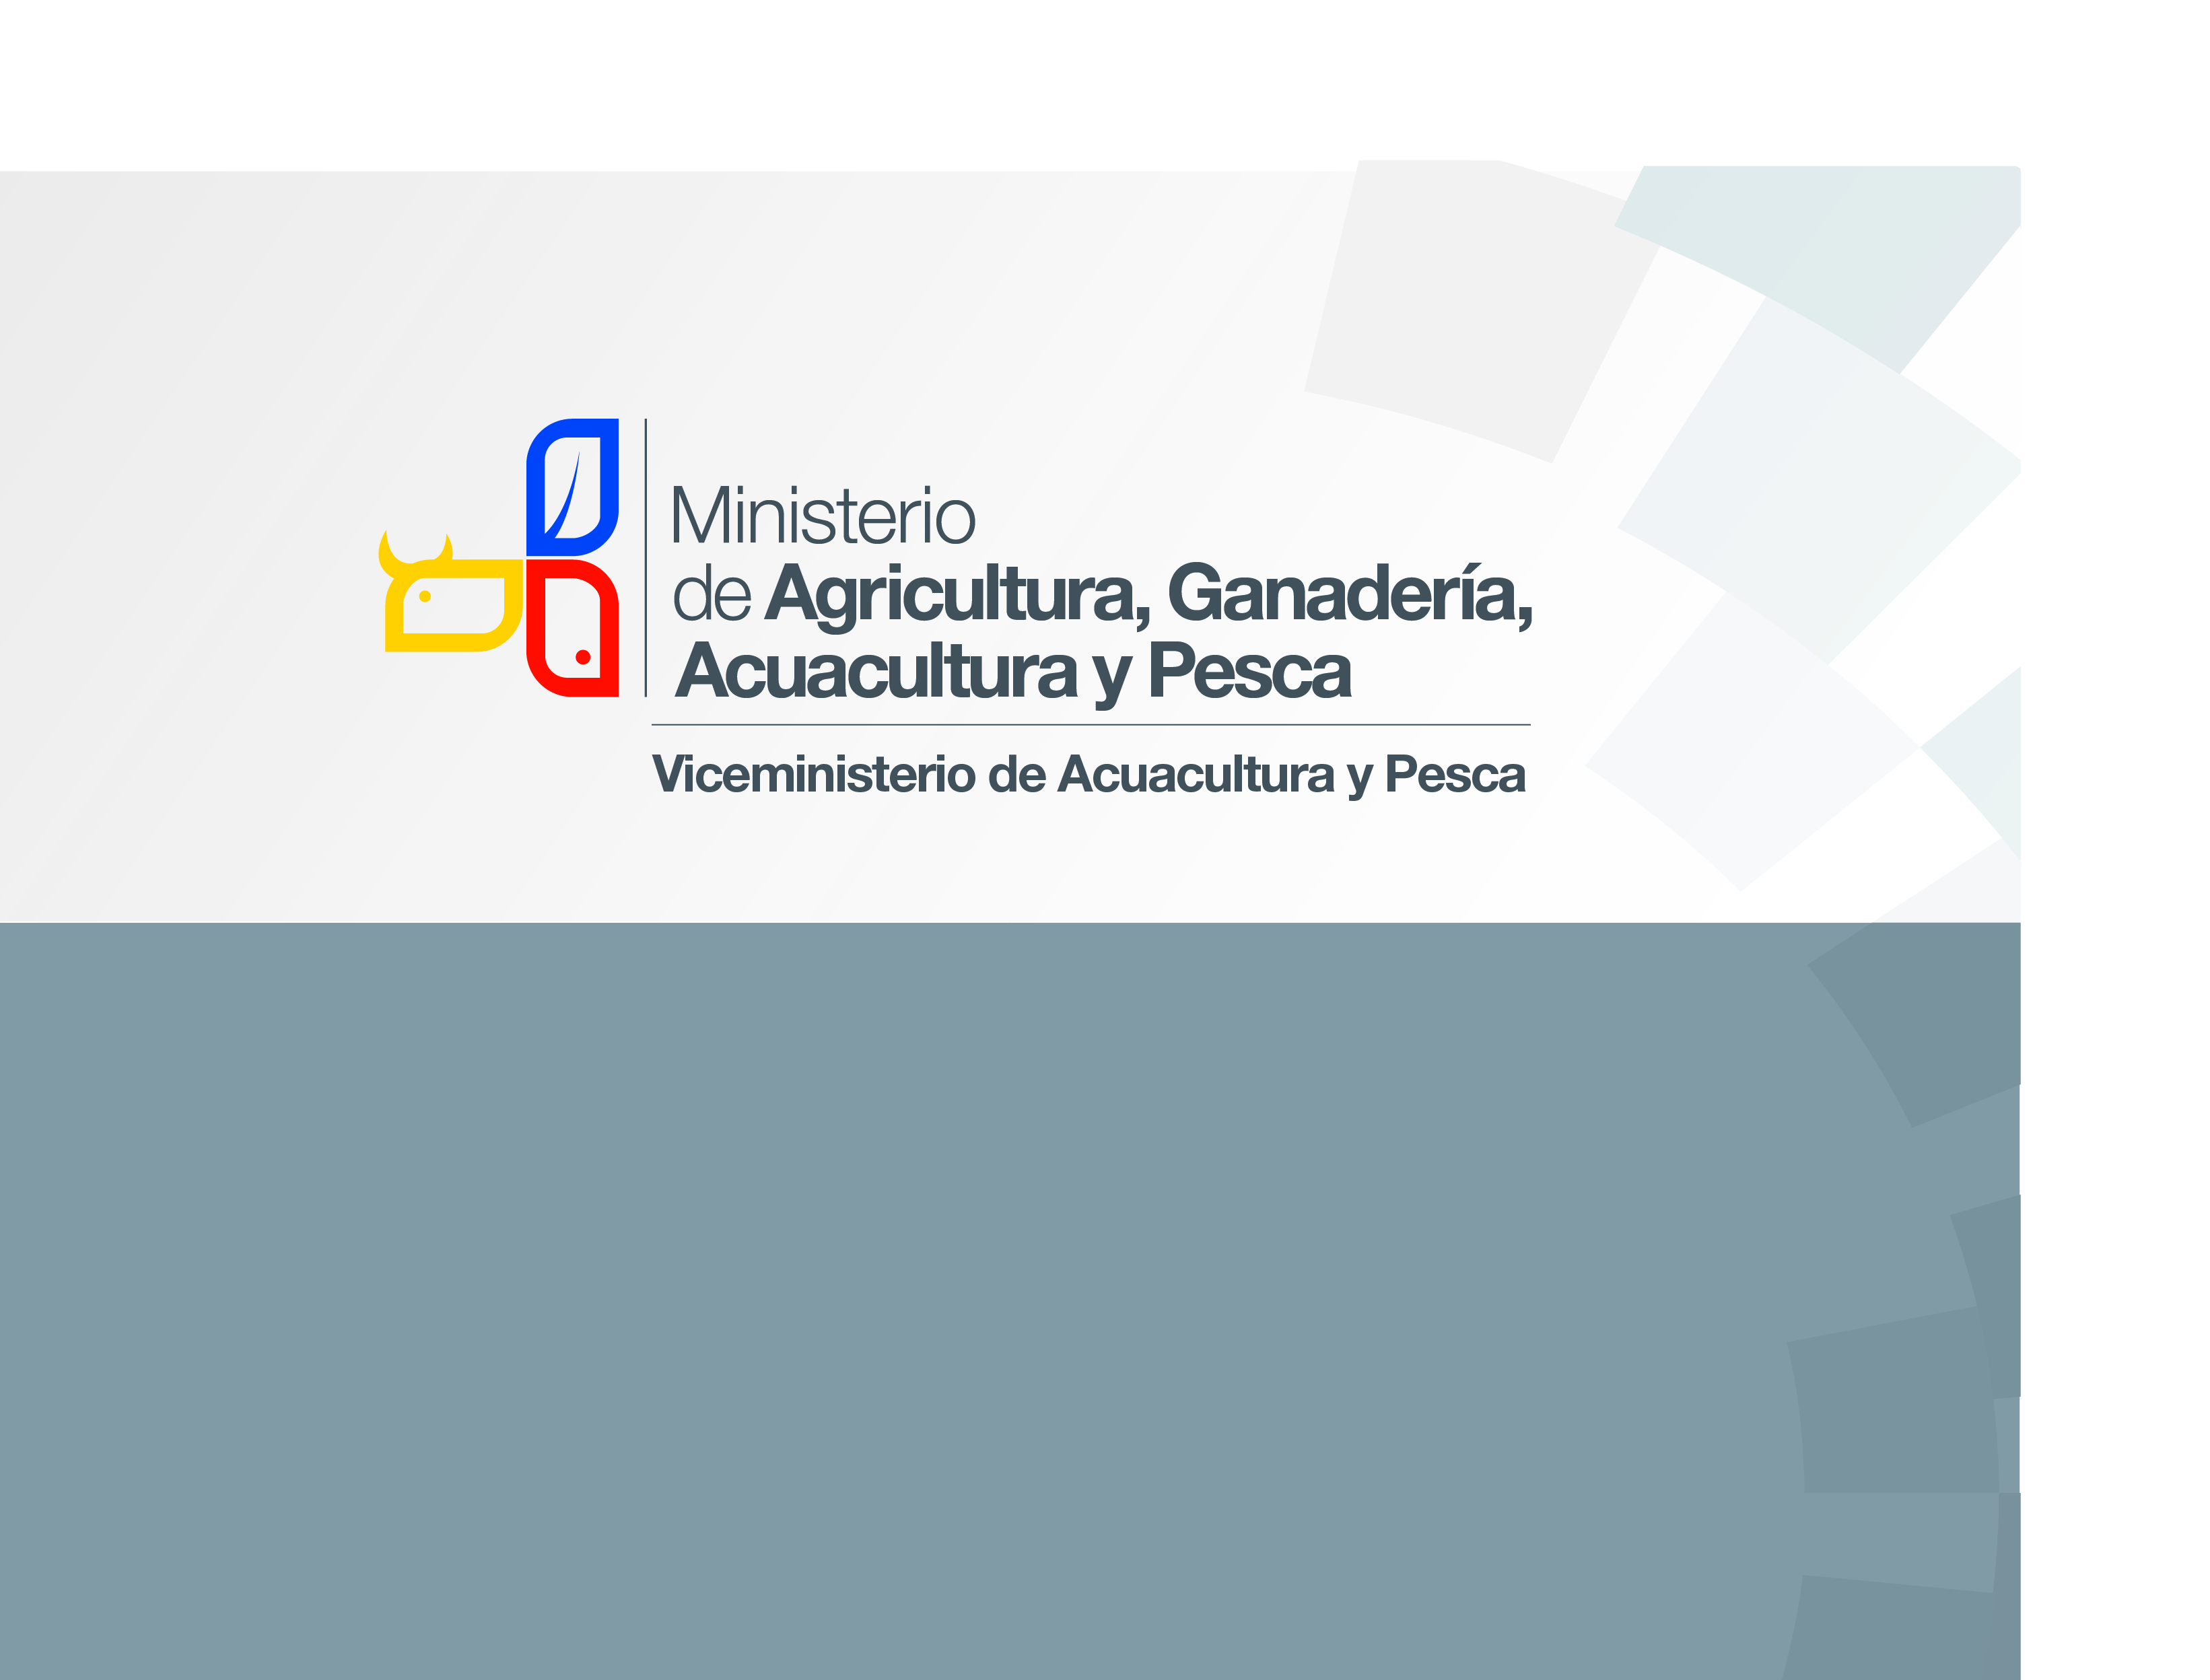 Ministerio
de Agricultura, Ganadería,
Acuacultura y Pesca
Viceministerio de Acuacultura y Pesca